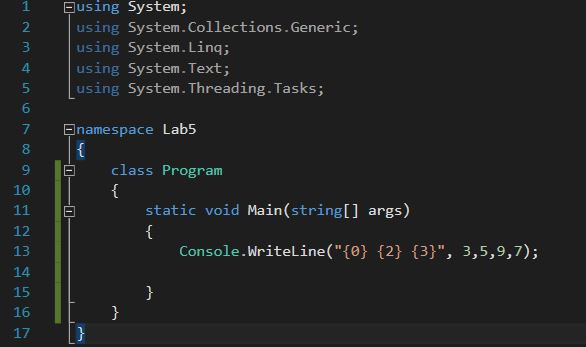 1 using System;
2 using System.Collections.Generic;
3 using System.Linq;
4 using System.Text;
5 using System.Threading.Tasks;
6
7 namespace Lab5
8 {
9 class Program
10 {
11 static void Main(string[] args)
12 {
13 Console.WriteLine("{0} {2} {3}", 3,5,9,7);
14
15 }
16 }
17 }